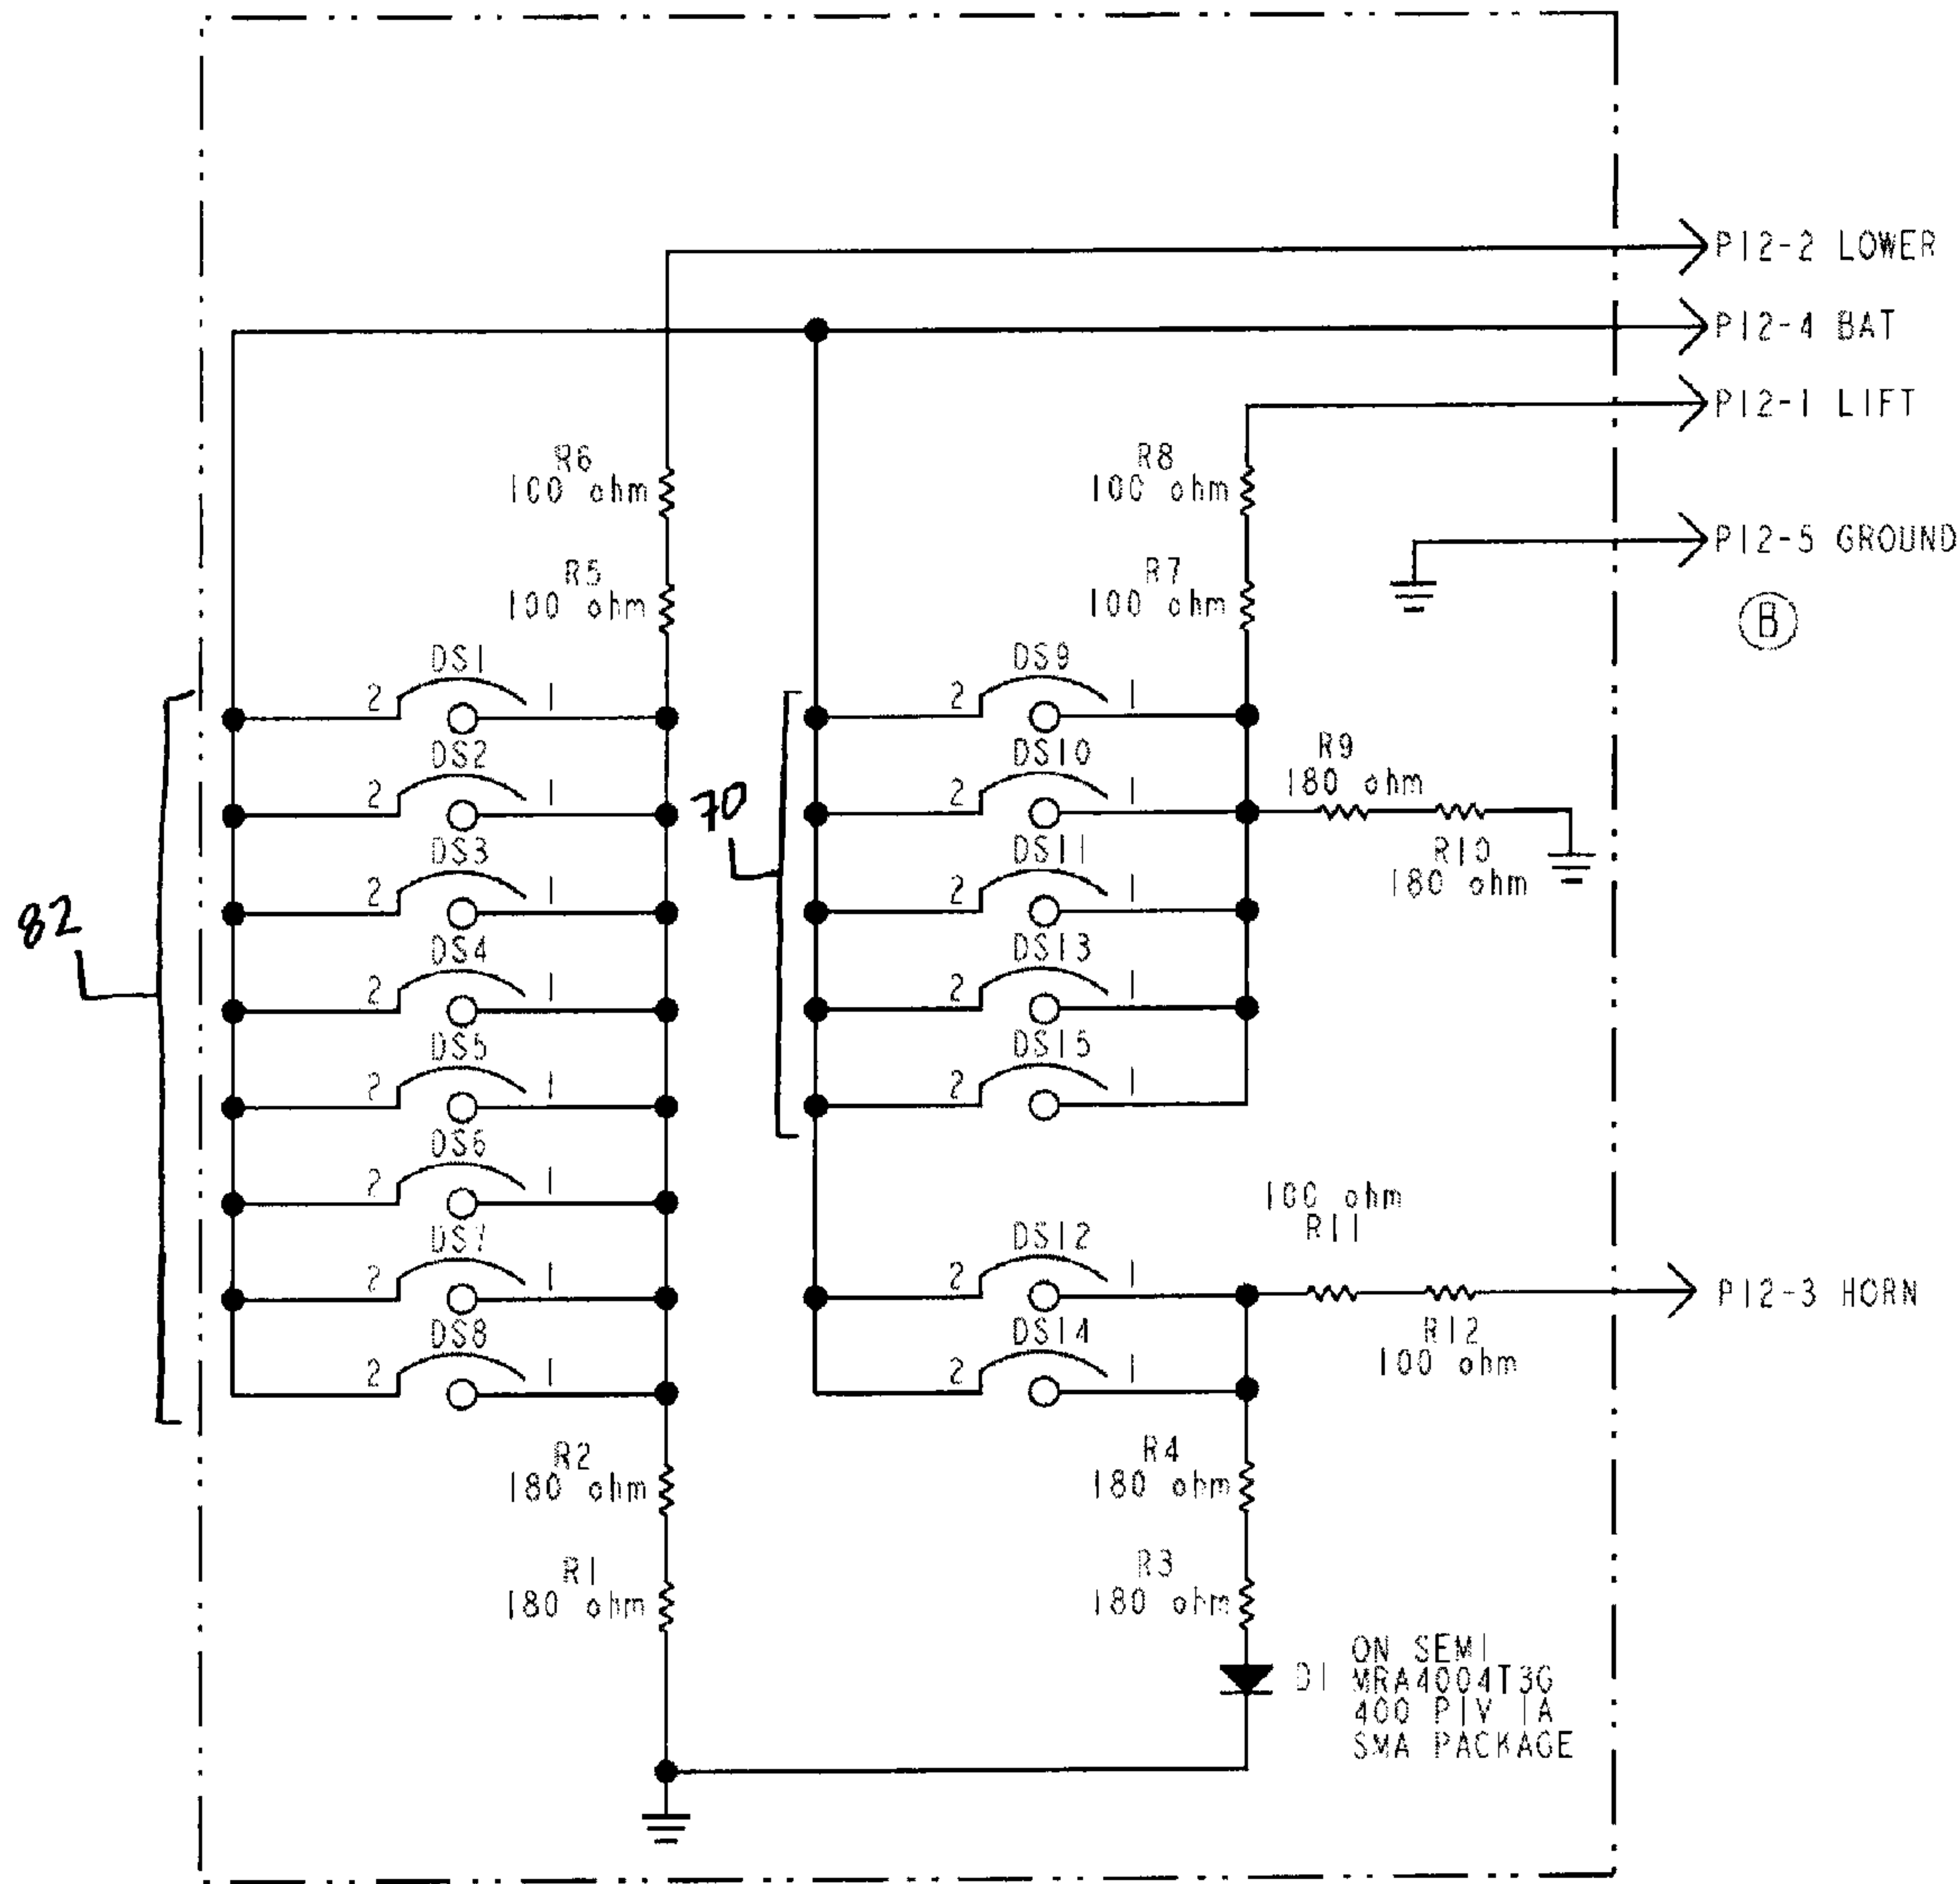 P12-2 LOWER
P12-4 BAT
P12-1 LIFT
R6
100 ohm
R8
100 ohm
P12-5 GROUND
R5
100 ohm
R7
100 ohm
B
DS1
2 1
DS9
2 1
DS2
2 1
DS10
2 1
R9
180 ohm
70
DS3
2 1
DS11
2 1
R10
180 ohm
82
DS4
2 1
DS13
2 1
DS5
2 1
DS15
2 1
DS6
2 1
100 ohm
R11
DS7
2 1
DS12
2 1
P12-3 HORN
DS8
2 1
DS14
2 1
R12
100 ohm
R2
180 ohm
R4
180 ohm
R1
180 ohm
R3
180 ohm
D1
ON SEMI
MRA4004T3G
400 PIV 1A
SMA PACKAGE